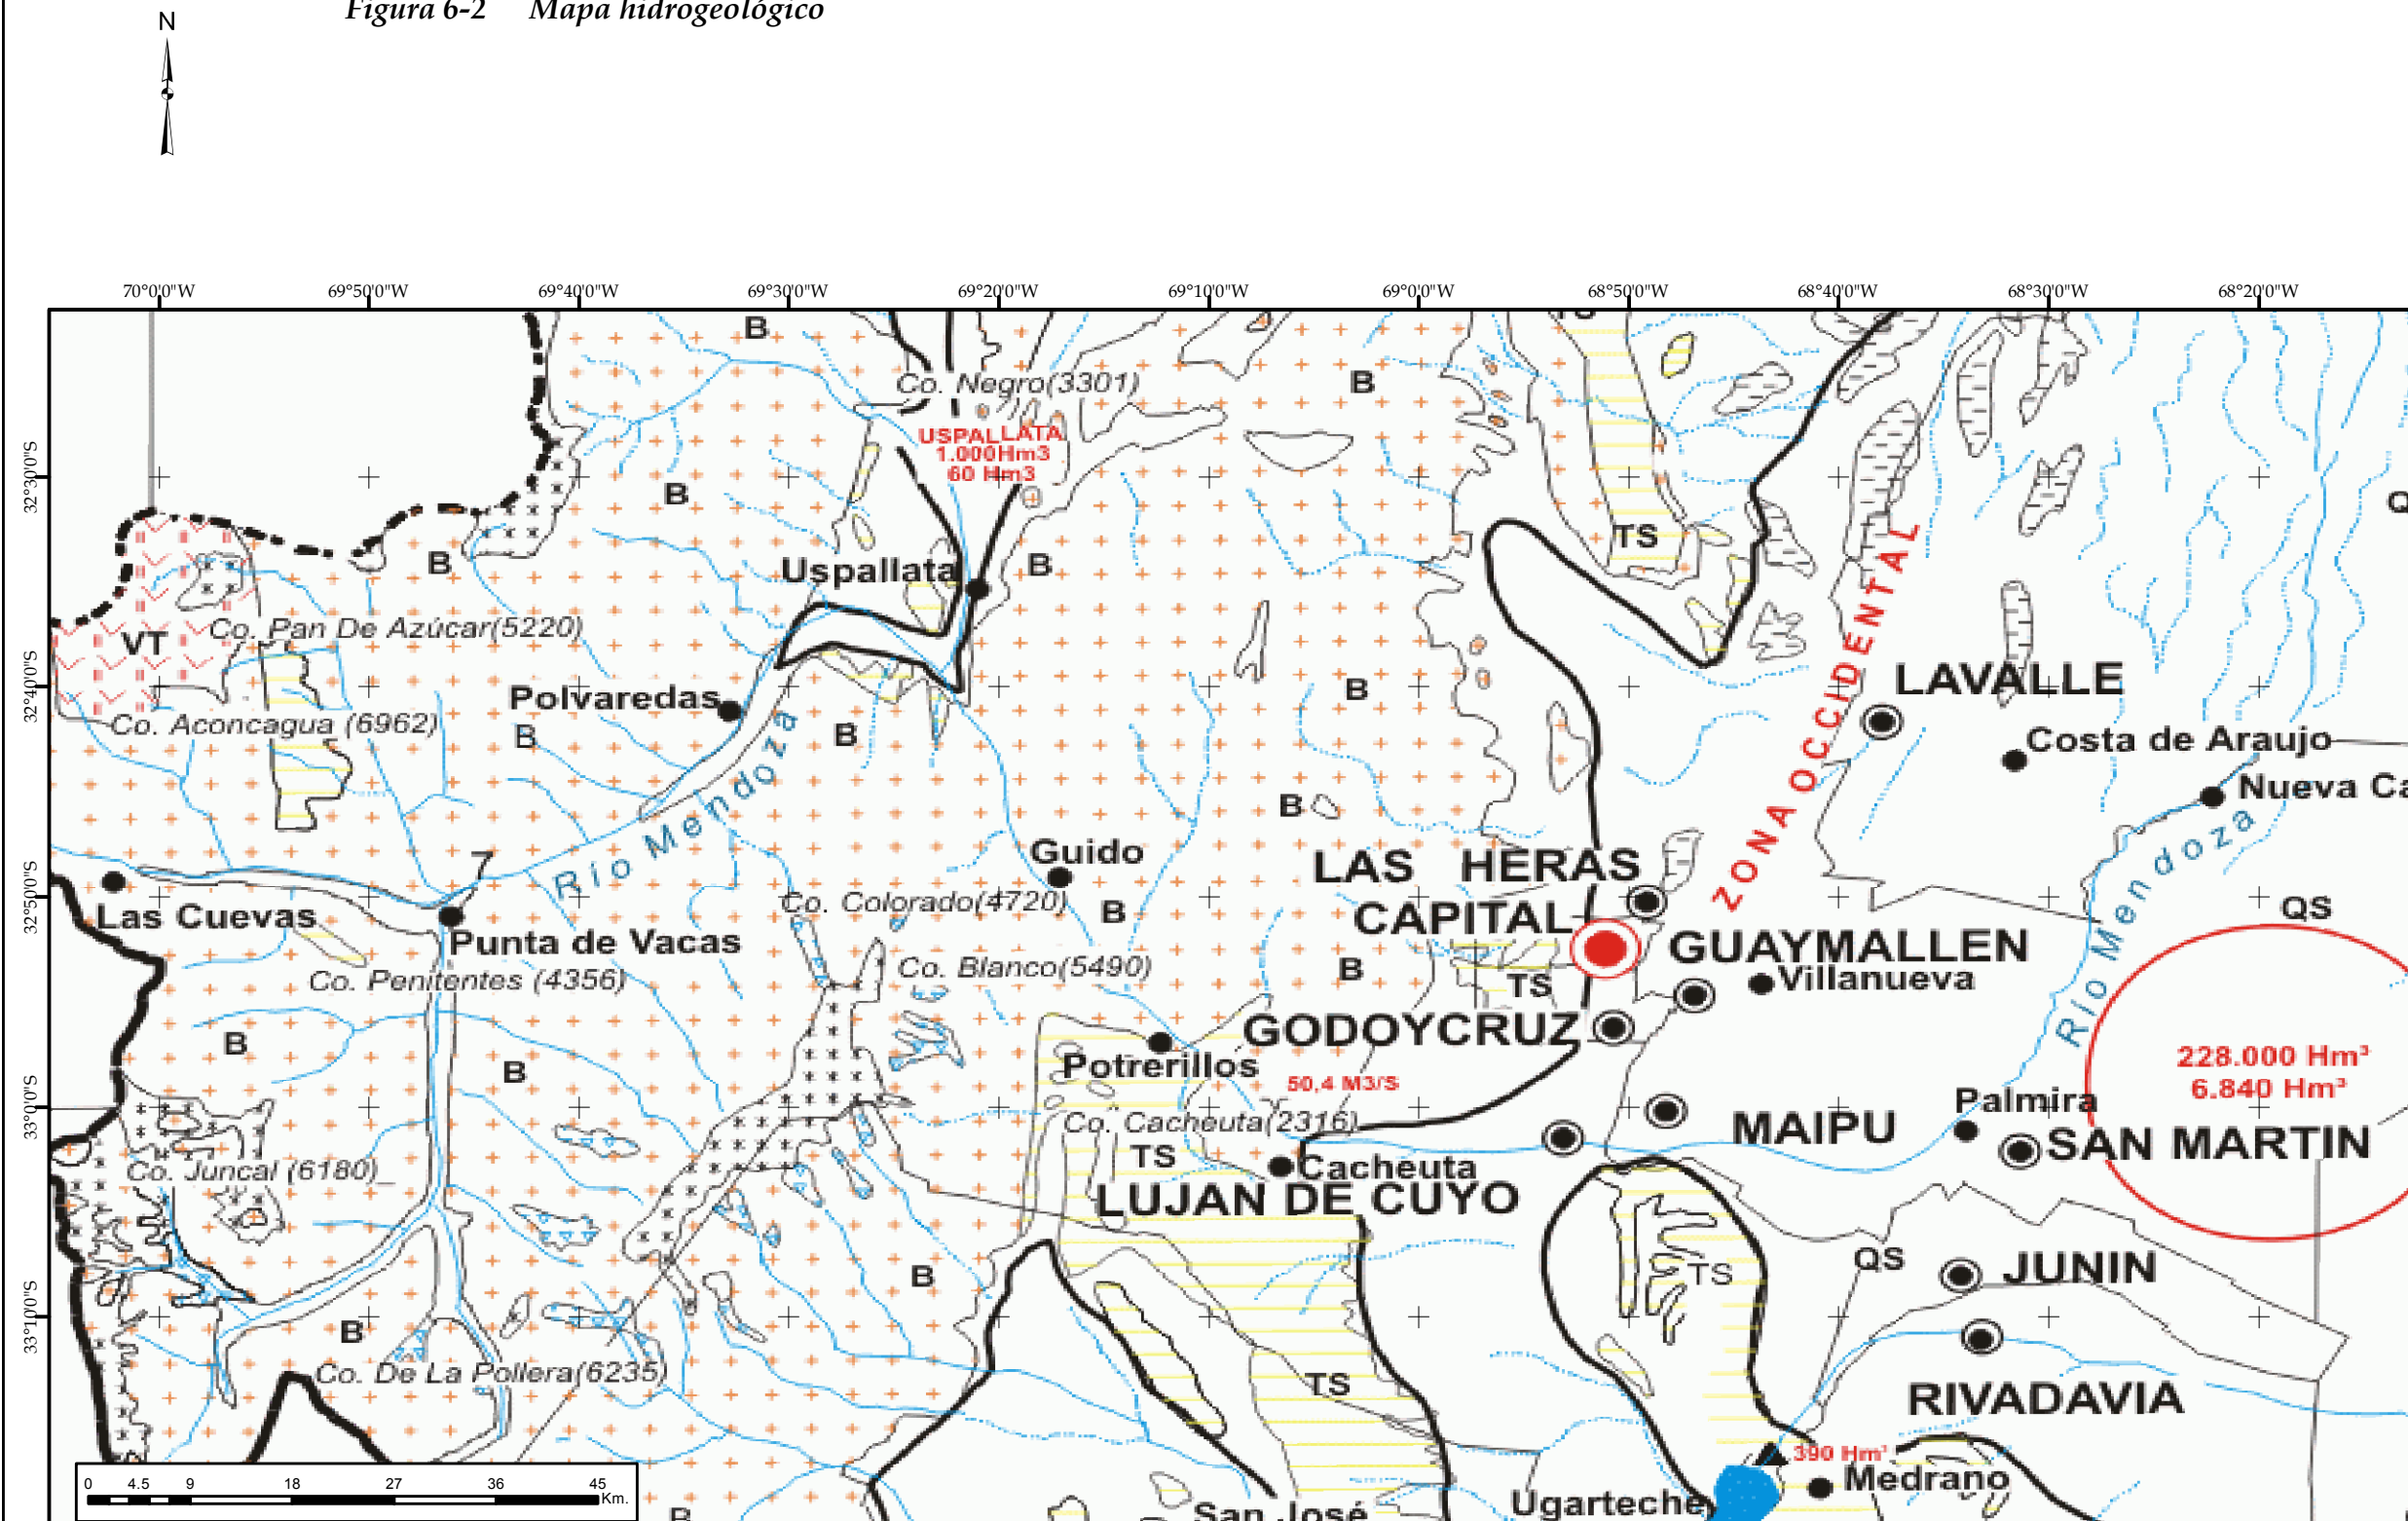 Figura 6-2 Mapa hidrogeológico
N
70°0'0"W 69°50'0"W 69°40'0"W 69°30'0"W 69°20'0"W 69°10'0"W 69°0'0"W 68°50'0"W 68°40'0"W 68°30'0"W 68°20'0"W
32°30'0"S
32°40'0"S
32°50'0"S
33°0'0"S
33°10'0"S
B
Co. Negro(3301)
B
USPALLATA
1.000Hm3
60 Hm3
B
TS
B
Uspallata
B
VT
Co. Pan De Azúcar(5220)
ZONA OCCIDENTAL
LAVALLE
Polvaredas
B
Co. Aconcagua (6962)
B
B
Costa de Araujo
Nueva Ca
Río Mendoza
B
Guido
7
LAS HERAS
Río Mendoza
Las Cuevas
Co. Colorado(4720)
B
CAPITAL
QS
Punta de Vacas
GUAYMALLEN
Co. Penitentes (4356)
Co. Blanco(5490)
B
TS
Villanueva
B
GODOYCRUZ
B
Potrerillos
50,4 M3/S
228.000 Hm³
6.840 Hm³
Palmira
Co. Cacheuta(2316)
MAIPU
SAN MARTIN
TS
Co. Juncal (6180)_
Cacheuta
LUJAN DE CUYO
QS
JUNIN
B
TS
B
Co. De La Pollera(6235)
TS
RIVADAVIA
390 Hm³
Medrano
0 4.5 9 18 27 36 45
Km.
B
San José
Ugarteche